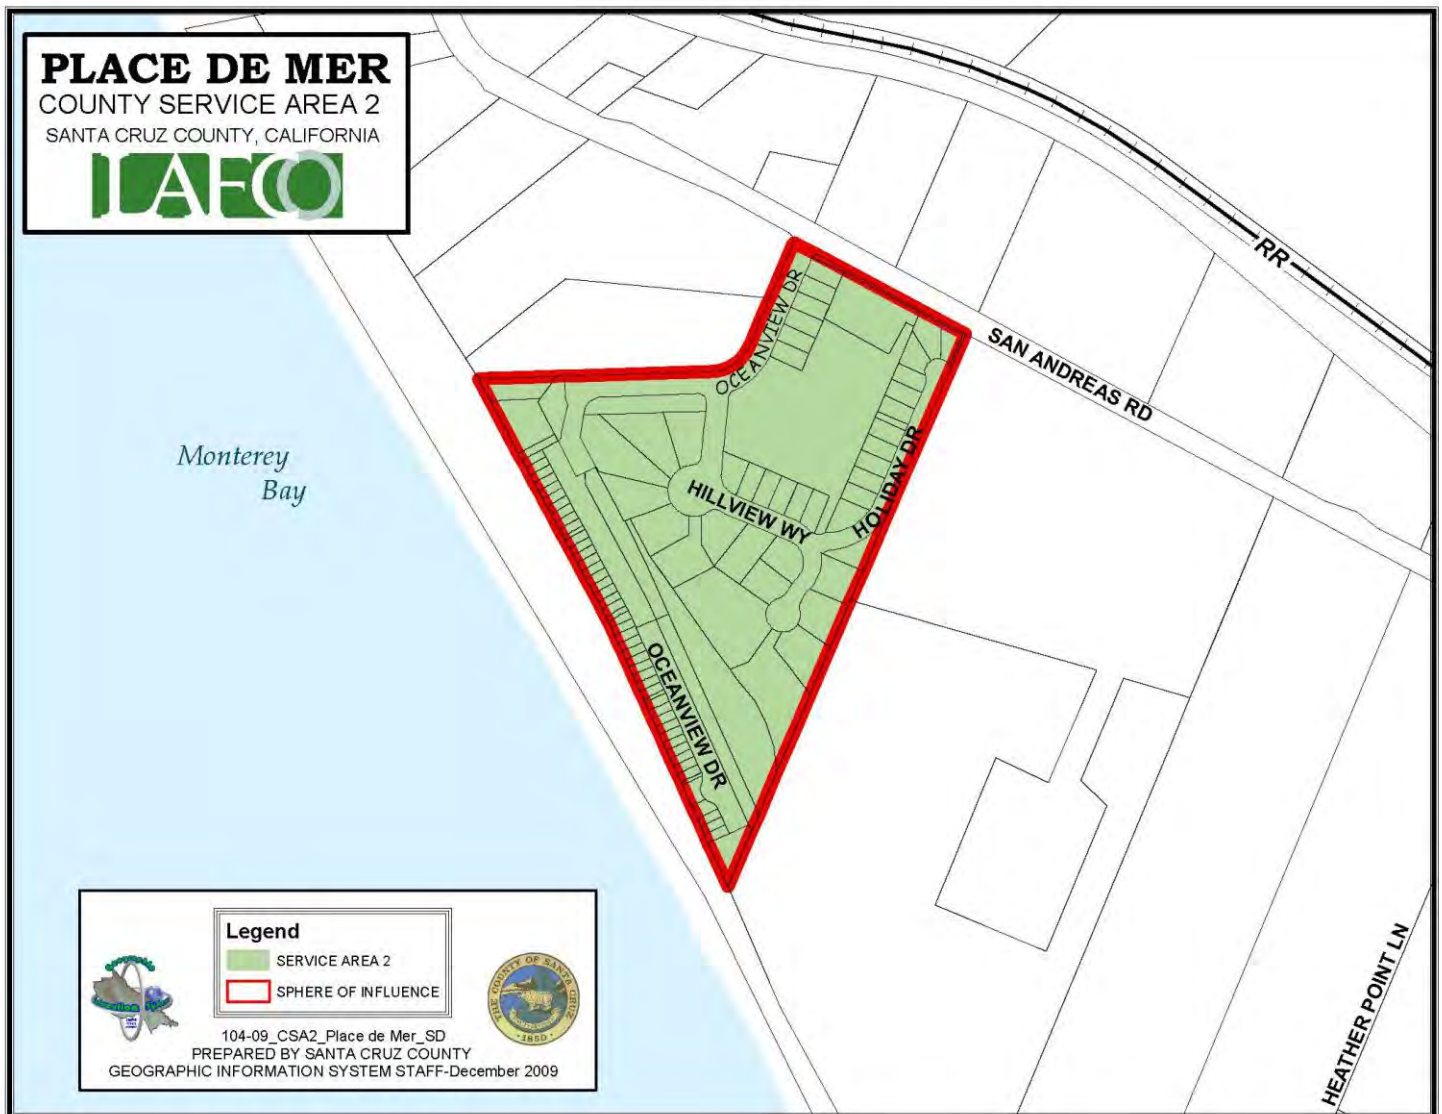 PLACE DE MER
COUNTY SERVICE AREA 2
SANTA CRUZ COUNTY, CALIFORNIA
LAFCO
RR
SAN ANDREAS RD
OCEANVIEW DR
HOLIDAY DR
HILLVIEW WY
OCEANVIEW DR
Monterey
Bay
HEATHER POINT LN
Legend
SERVICE AREA 2
SPHERE OF INFLUENCE
THE COUNTY OF SANTA CRUZ
1850
104-09_CSA2_Place de Mer_SD
PREPARED BY SANTA CRUZ COUNTY
GEOGRAPHIC INFORMATION SYSTEM STAFF-December 2009